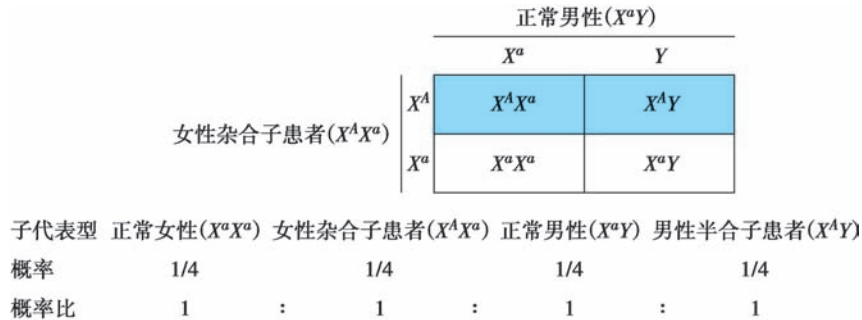 正常男性(XᵃY)
Xᵃ Y
女性杂合子患者(XᴬXᵃ)
Xᴬ XᴬXᵃ XᴬY
Xᵃ XᵃXᵃ XᵃY
子代表型 正常女性(XᵃXᵃ) 女性杂合子患者(XᴬXᵃ) 正常男性(XᵃY) 男性半合子患者(XᴬY)
概率 1/4 1/4 1/4 1/4
概率比 1 : 1 : 1 : 1